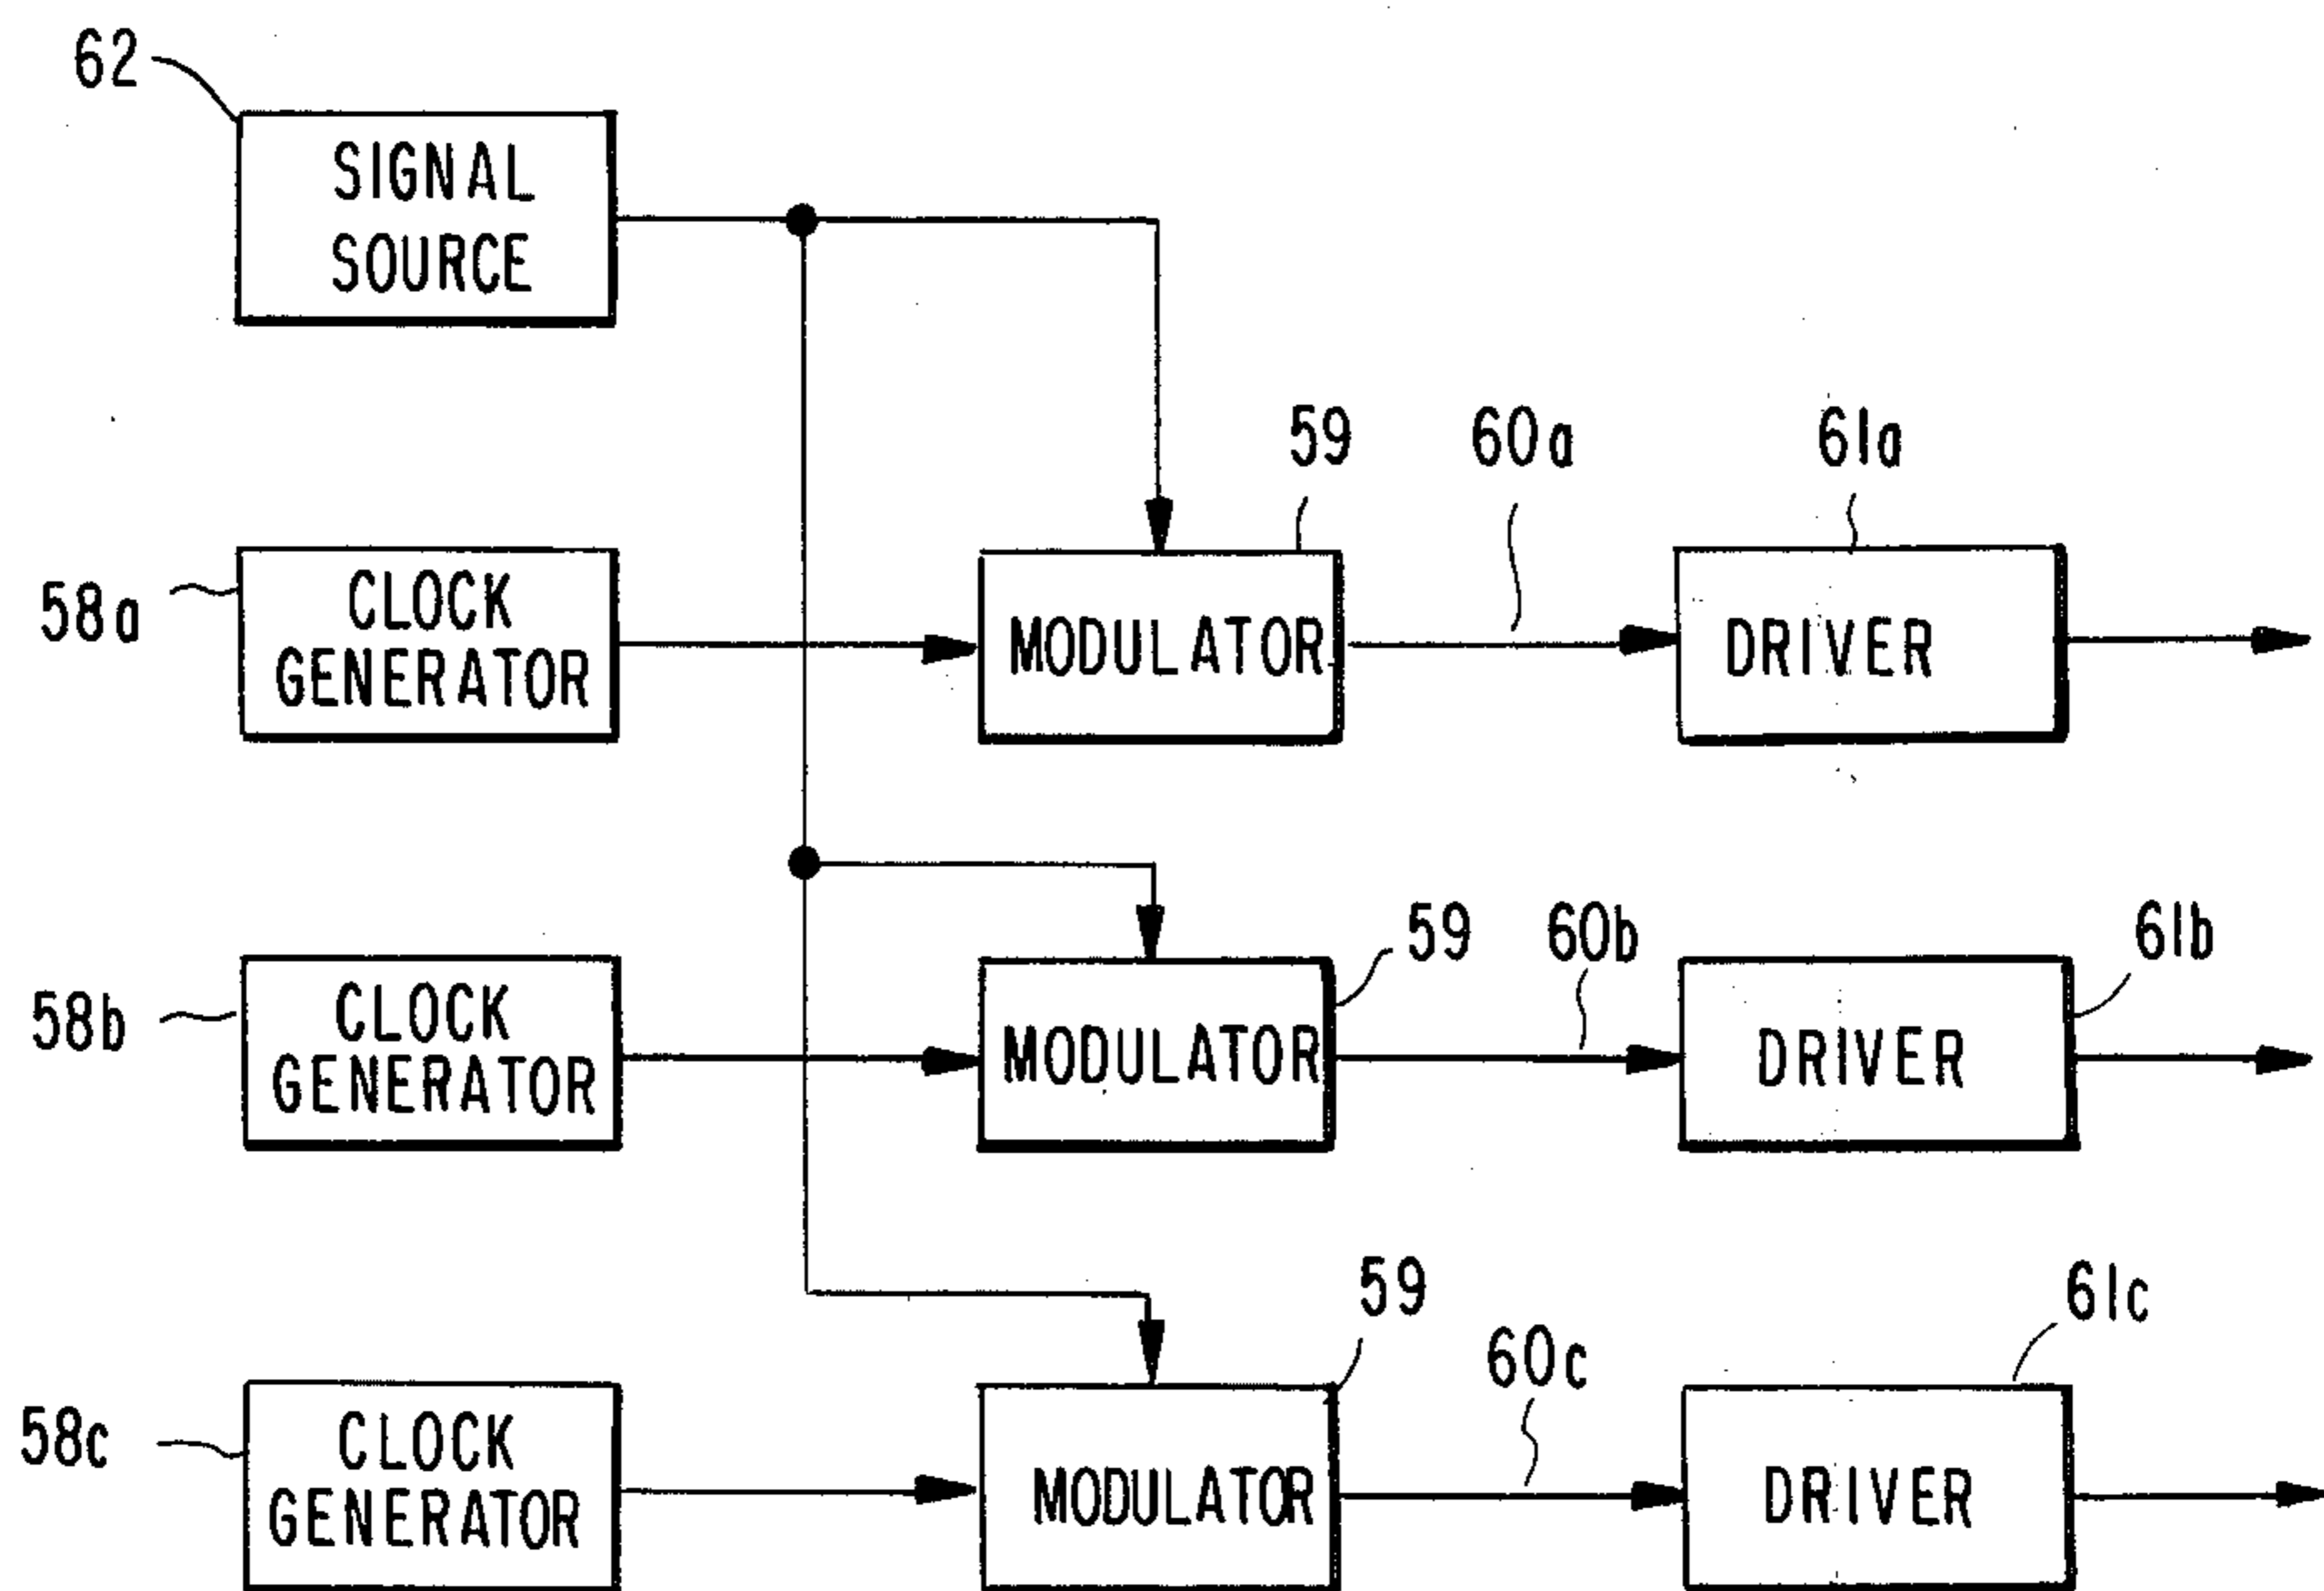 62
SIGNAL
SOURCE
59
60a
61a
58a
CLOCK
GENERATOR
MODULATOR
DRIVER
59
60b
61b
58b
CLOCK
GENERATOR
MODULATOR
DRIVER
59
60c
61c
58c
CLOCK
GENERATOR
MODULATOR
DRIVER